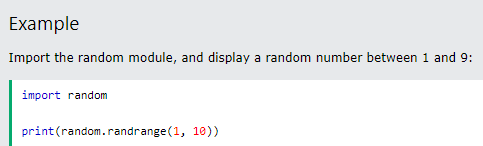 Example
Import the random module, and display a random number between 1 and 9:
import random
print(random.randrange(1, 10))